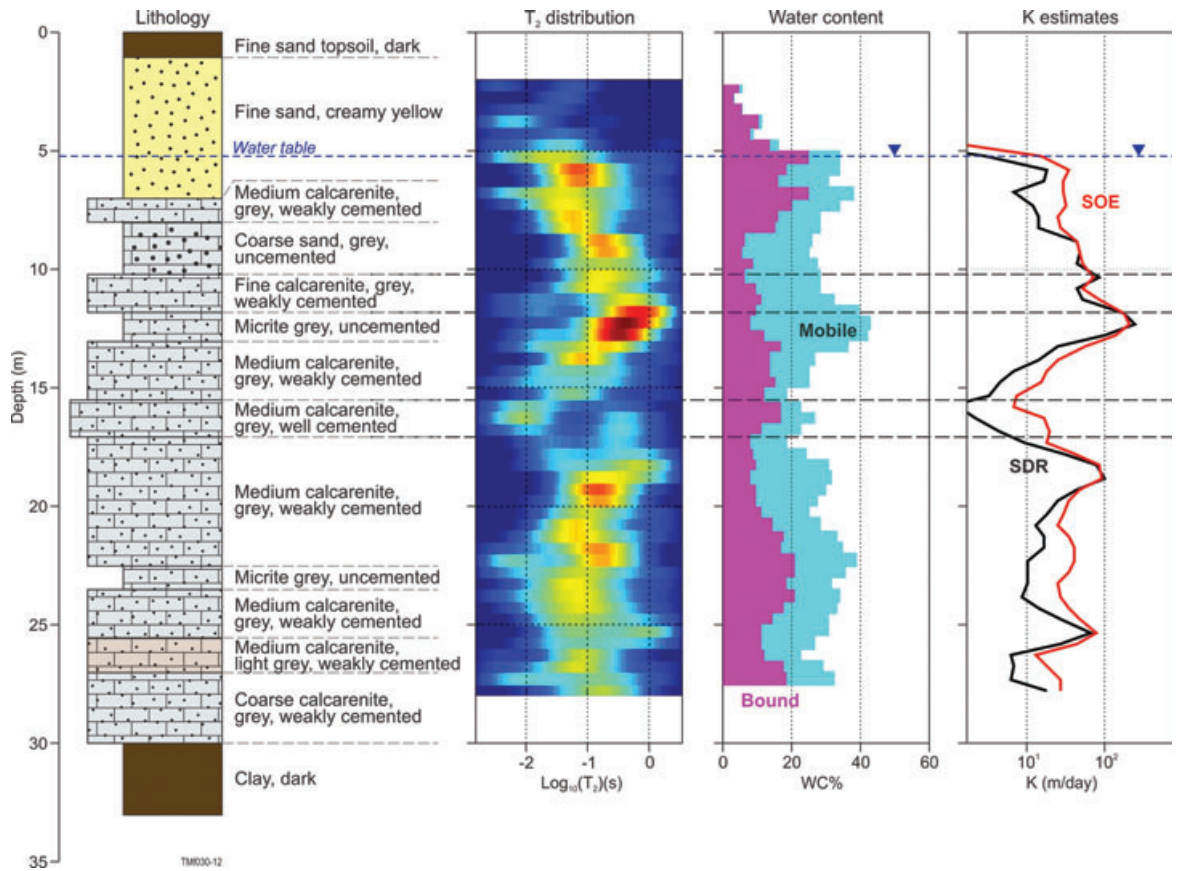 Lithology
T₂ distribution
Water content
K estimates
0
5
10
15
20
25
30
35
Depth (m)
Fine sand topsoil, dark
Fine sand, creamy yellow
Water table
Medium calcarenite,
grey, weakly cemented
Coarse sand, grey,
uncemented
Fine calcarenite, grey,
weakly cemented
Micrite grey, uncemented
Medium calcarenite,
grey, weakly cemented
Medium calcarenite,
grey, well cemented
Medium calcarenite,
grey, weakly cemented
Micrite grey, uncemented
Medium calcarenite,
grey, weakly cemented
Medium calcarenite,
light grey, weakly cemented
Coarse calcarenite,
grey, weakly cemented
Clay, dark
TMf030-12
-2 -1 0
Log₁₀(T₂)(s)
Mobile
Bound
0 20 40 60
WC%
SOE
SDR
10¹ 10²
K (m/day)